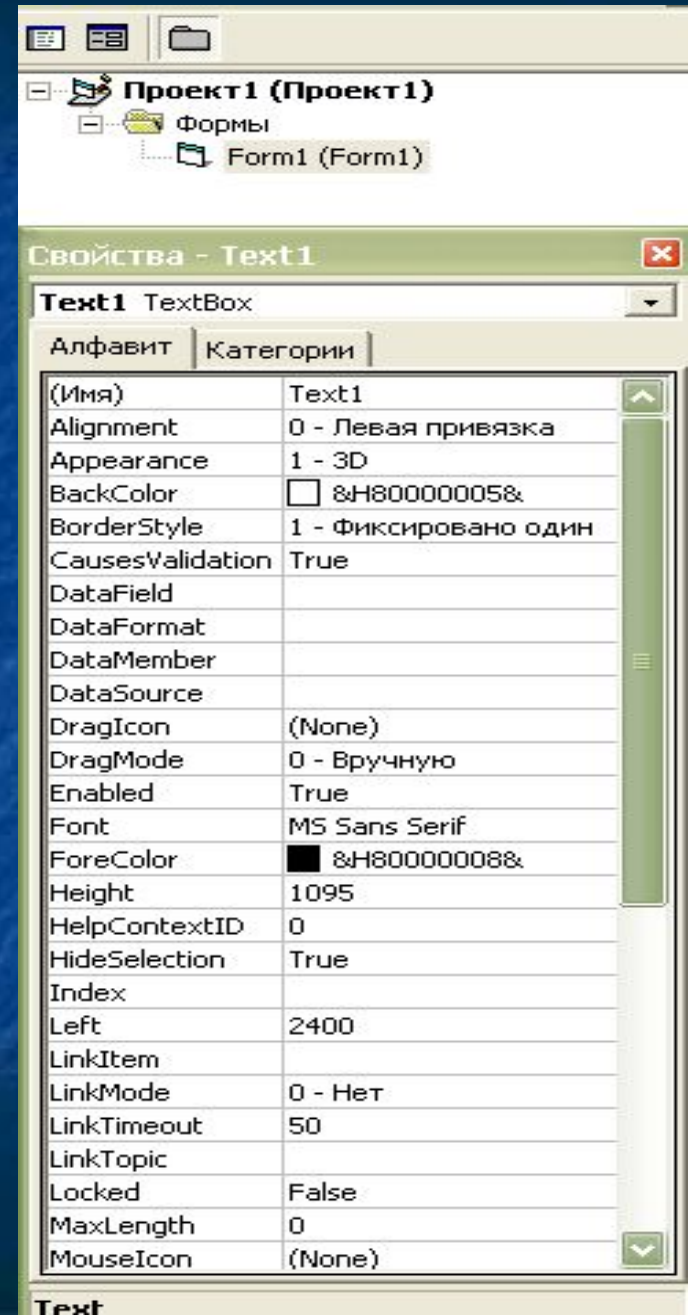 Проект1 (Проект1)
Формы
Form1 (Form1)
Свойства - Text1
Text1 TextBox
Алфавит Категории
(Имя) Text1
Alignment 0 - Левая привязка
Appearance 1 - 3D
BackColor &H80000005&
BorderStyle 1 - Фиксировано один
CausesValidation True
DataField
DataFormat
DataMember
DataSource
DragIcon (None)
DragMode 0 - Вручную
Enabled True
Font MS Sans Serif
ForeColor &H80000008&
Height 1095
HelpContextID 0
HideSelection True
Index
Left 2400
LinkItem
LinkMode 0 - Нет
LinkTimeout 50
LinkTopic
Locked False
MaxLength 0
MouseIcon (None)
Text